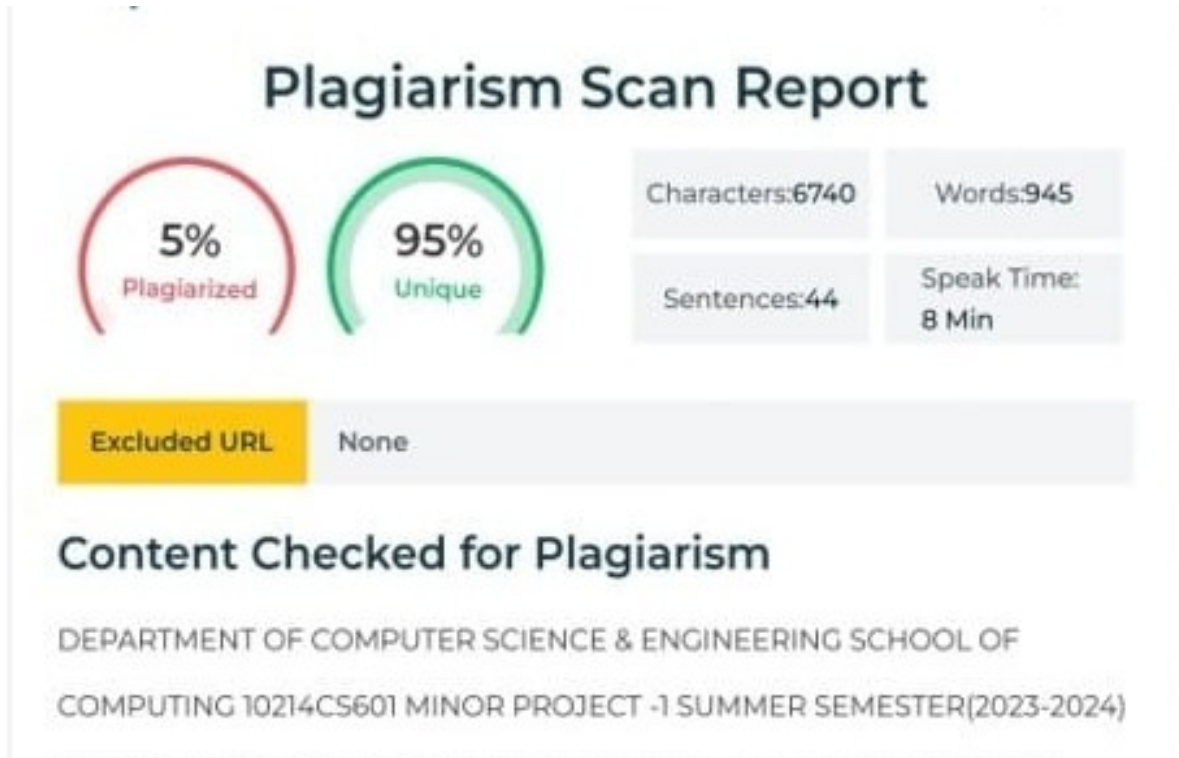 Plagiarism Scan Report
5%
Plagiarized
95%
Unique
Characters:6740
Words:945
Sentences:44
Speak Time:
8 Min
Excluded URL
None
Content Checked for Plagiarism
DEPARTMENT OF COMPUTER SCIENCE & ENGINEERING SCHOOL OF
COMPUTING 10214CS601 MINOR PROJECT -1 SUMMER SEMESTER(2023-2024)